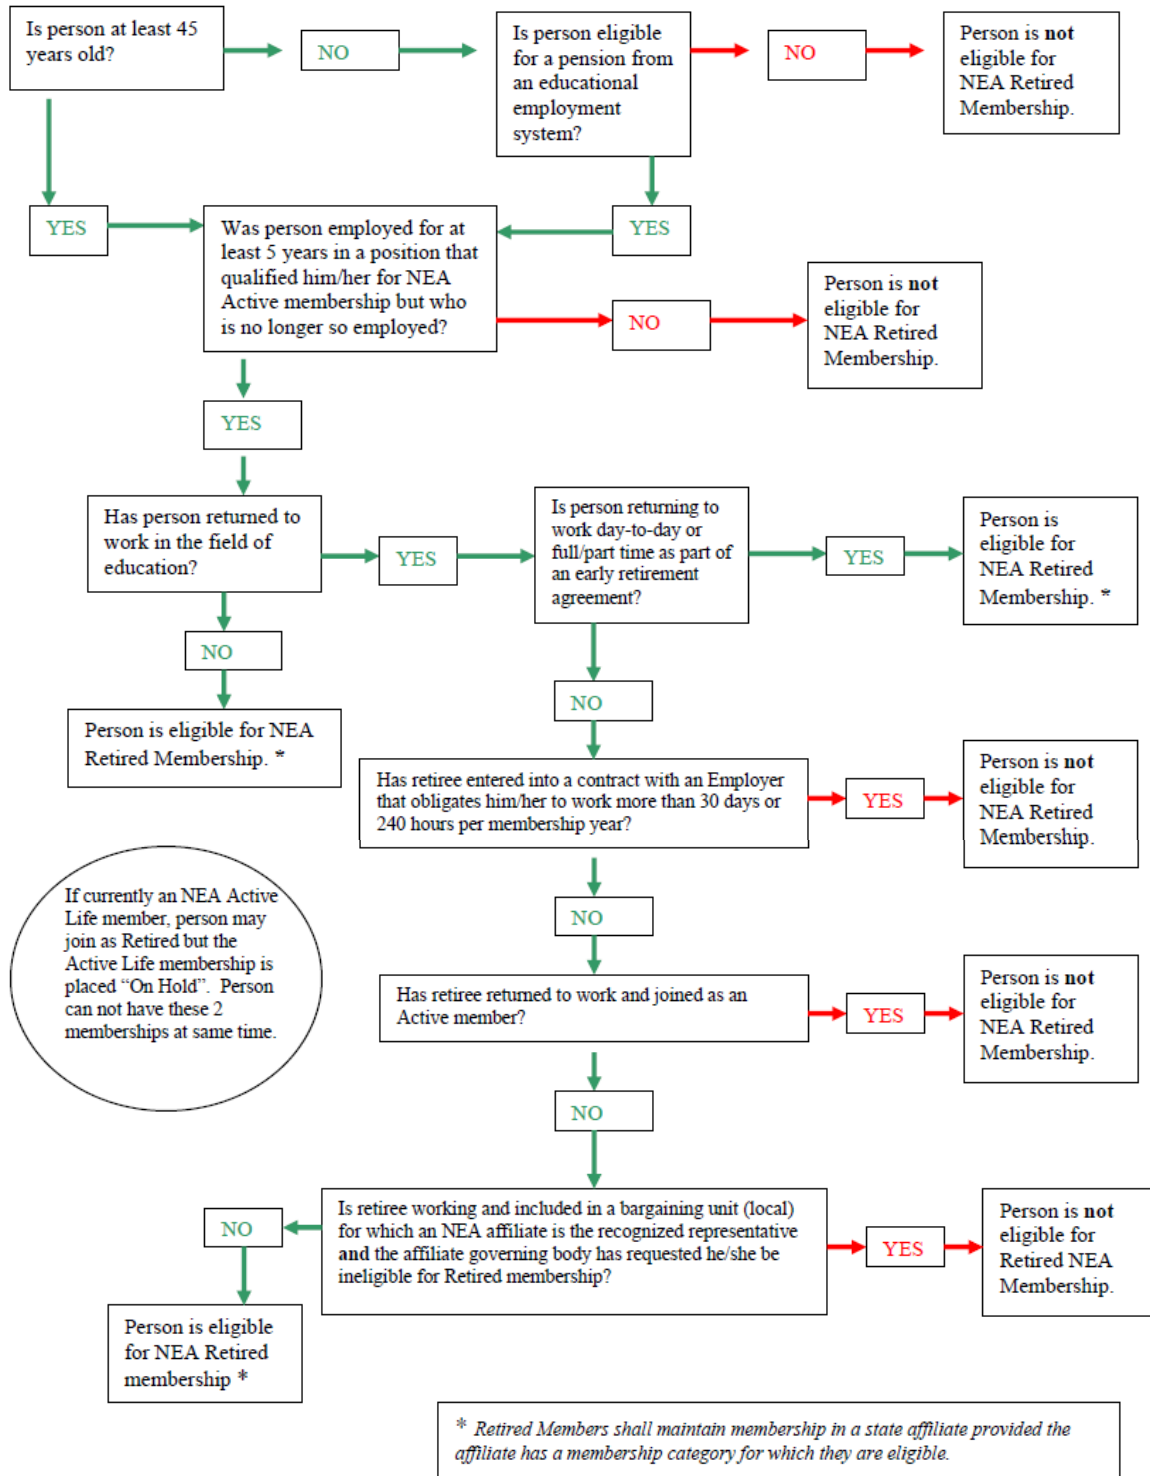 Is person at least 45
years old?
NO
Is person eligible
for a pension from
an educational
employment
system?
NO
Person is not
eligible for
NEA Retired
Membership.
YES
Was person employed for at
least 5 years in a position that
qualified him/her for NEA
Active membership but who
is no longer so employed?
YES
NO
Person is not
eligible for
NEA Retired
Membership.
YES
Has person returned to
work in the field of
education?
YES
Is person returning to
work day-to-day or
full/part time as part of
an early retirement
agreement?
YES
Person is
eligible for
NEA Retired
Membership. *
NO
Person is eligible for NEA
Retired Membership. *
NO
Has retiree entered into a contract with an Employer
that obligates him/her to work more than 30 days or
240 hours per membership year?
YES
Person is not
eligible for
NEA Retired
Membership.
If currently an NEA Active
Life member, person may
join as Retired but the
Active Life membership is
placed “On Hold”. Person
can not have these 2
memberships at same time.
NO
Has retiree returned to work and joined as an
Active member?
YES
Person is not
eligible for
NEA Retired
Membership.
NO
Is retiree working and included in a bargaining unit (local)
for which an NEA affiliate is the recognized representative
and the affiliate governing body has requested he/she be
ineligible for Retired membership?
NO
YES
Person is not
eligible for
Retired NEA
Membership.
Person is eligible
for NEA Retired
membership *
* Retired Members shall maintain membership in a state affiliate provided the
affiliate has a membership category for which they are eligible.